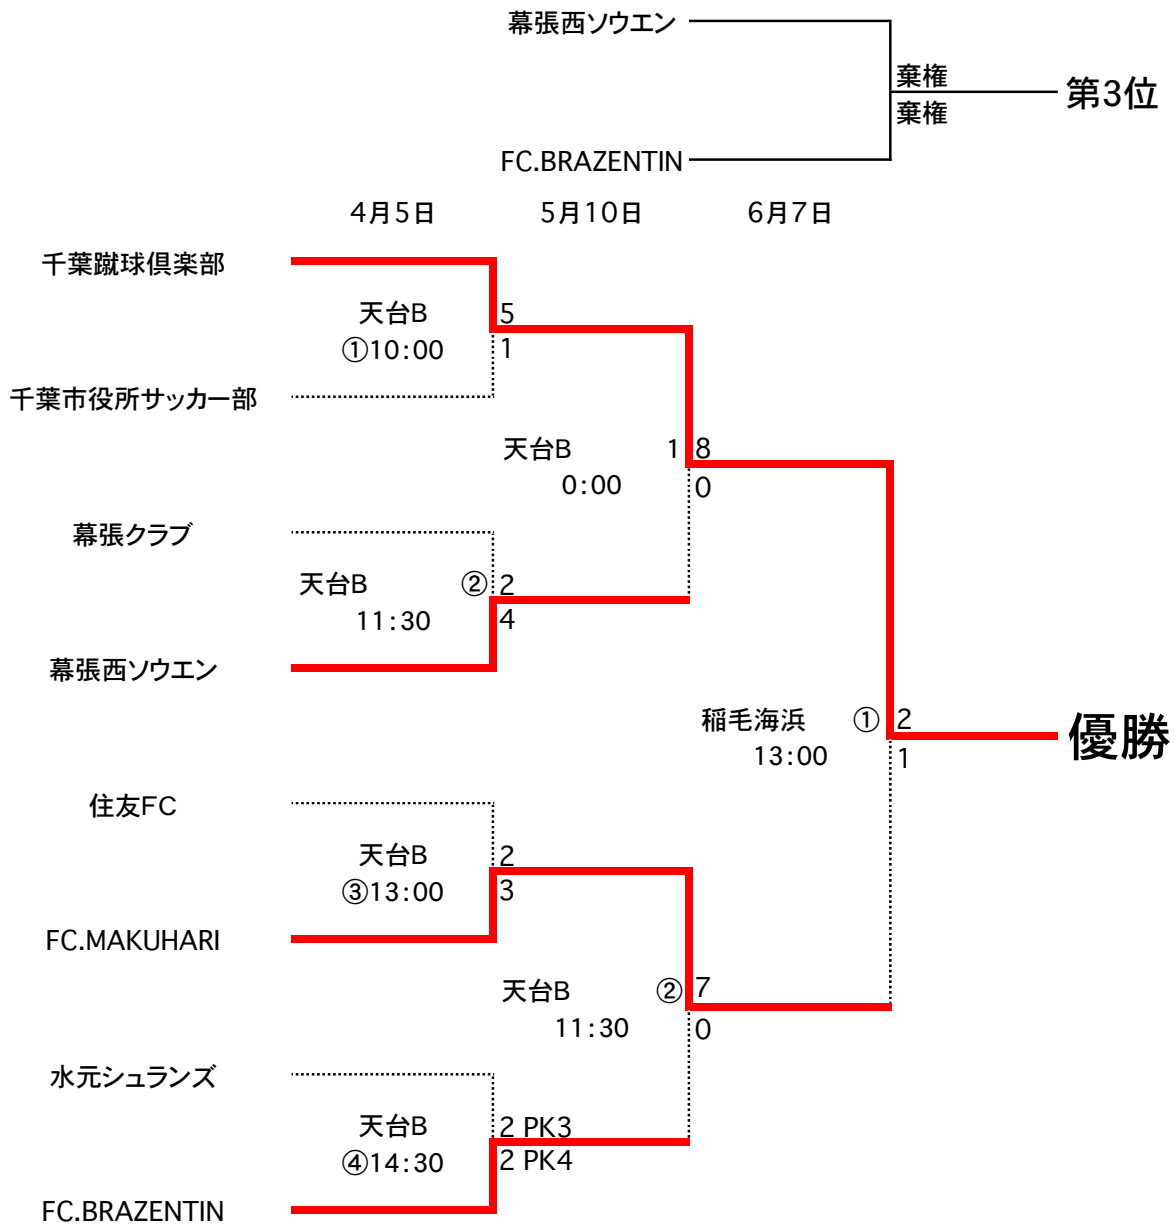 幕張西ソウエン
棄権
第3位
棄権
FC.BRAZENTIN
4月5日 5月10日 6月7日
千葉蹴球倶楽部
天台B 5
①10:00 1
千葉市役所サッカー部
天台B 1 8
0:00 0
幕張クラブ
天台B ② 2
11:30 4
幕張西ソウエン
稲毛海浜 ① 2
優勝
13:00 1
住友FC
天台B 2
③13:00 3
FC.MAKUHARI
天台B ② 7
11:30 0
水元シュランズ
天台B 2 PK3
④14:30 2 PK4
FC.BRAZENTIN